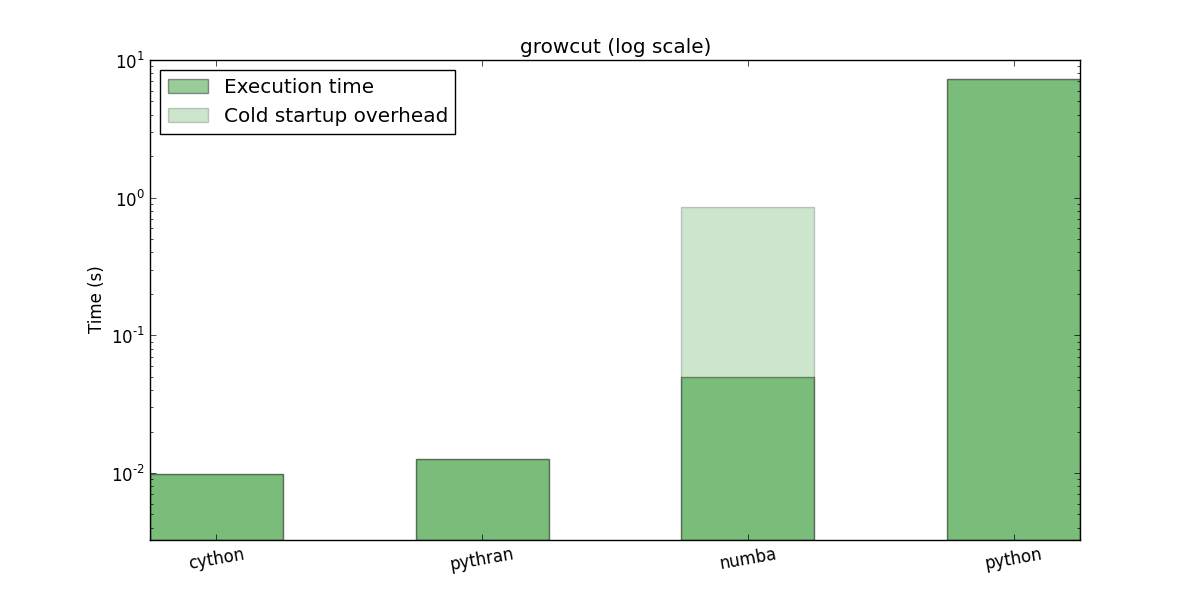 growcut (log scale)
Execution time
Cold startup overhead
Time (s)
10^1
10^0
10^-1
10^-2
cython
pythran
numba
python